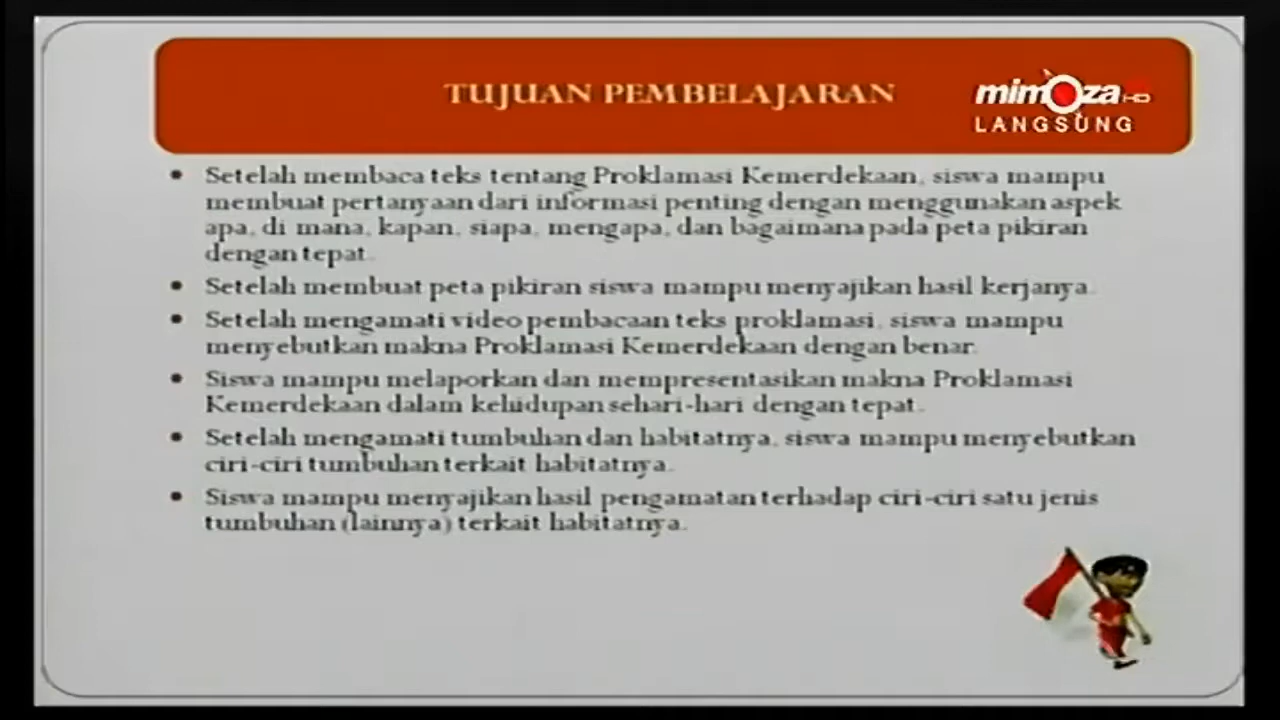 TUJUAN PEMBELAJARAN
mimoza HD
LANGSUNG
• Setelah membaca teks tentang Proklamasi Kemerdekaan, siswa mampu
membuat pertanyaan dari informasi penting dengan menggunakan aspek
apa, di mana, kapan, siapa, mengapa, dan bagaimana pada peta pikiran
dengan tepat.
• Setelah membuat peta pikiran siswa mampu menyajikan hasil kerjanya.
• Setelah mengamati video pembacaan teks proklamasi, siswa mampu
menyebutkan makna Proklamasi Kemerdekaan dengan benar.
• Siswa mampu melaporkan dan mempresentasikan makna Proklamasi
Kemerdekaan dalam kehidupan sehari-hari dengan tepat.
• Setelah mengamati tumbuhan dan habitatnya, siswa mampu menyebutkan
ciri-ciri tumbuhan terkait habitatnya.
• Siswa mampu menyajikan hasil pengamatan terhadap ciri-ciri satu jenis
tumbuhan (lainnya) terkait habitatnya.